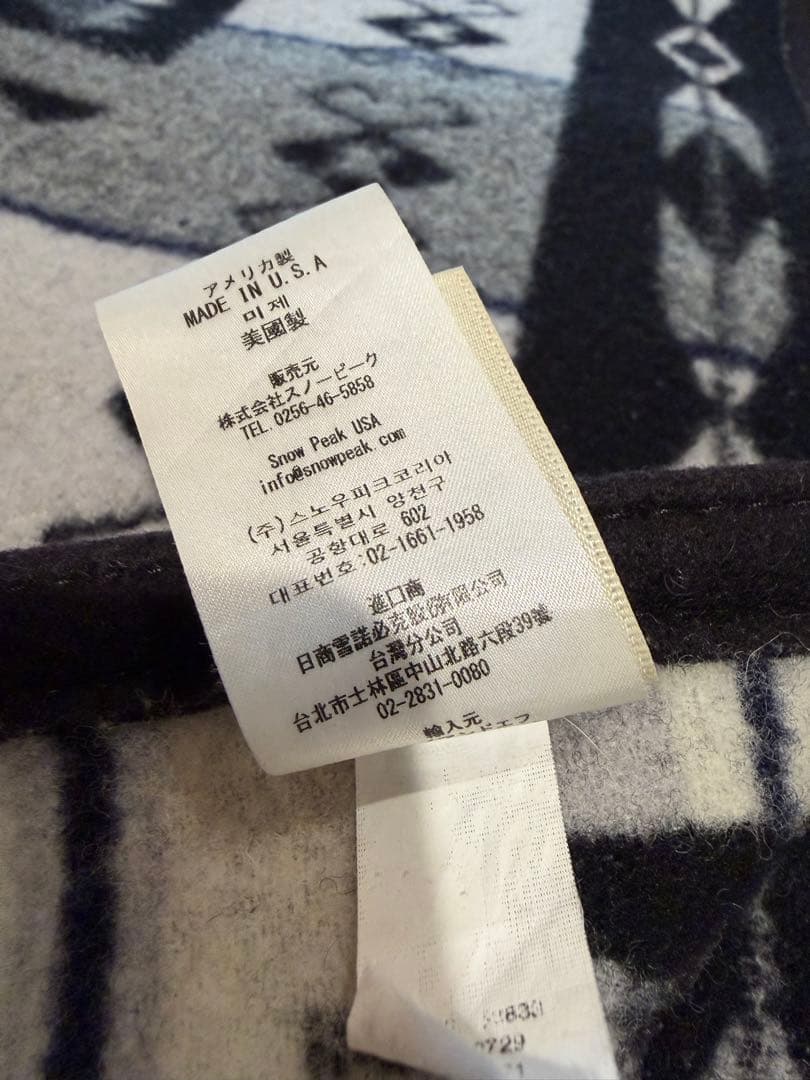 アメリカ製
MADE IN U.S.A
미제
美國製
販売元
株式会社スノーピーク
TEL.0256-46-5858
Snow Peak USA
info@snowpeak.com
(주)스노우피크코리아
서울특별시 양천구
공항대로 602
대표번호:02-1661-1958
進口商
日商雪諾必克股份有限公司
台灣分公司
台北市士林區中山北路六段39號
02-2831-0080
輸入元